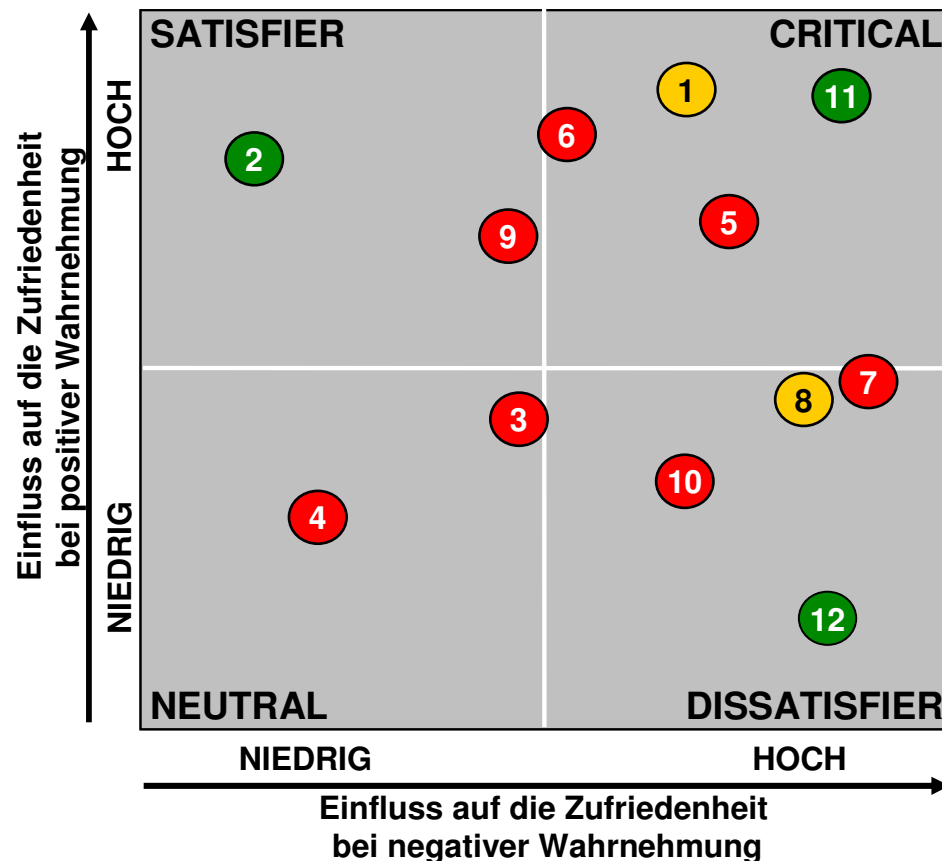 SATISFIER
CRITICAL
1
11
6
2
5
9
7
8
3
10
4
12
NEUTRAL
DISSATISFIER
Einfluss auf die Zufriedenheit
bei positiver Wahrnehmung
HOCH
NIEDRIG
NIEDRIG
HOCH
Einfluss auf die Zufriedenheit
bei negativer Wahrnehmung